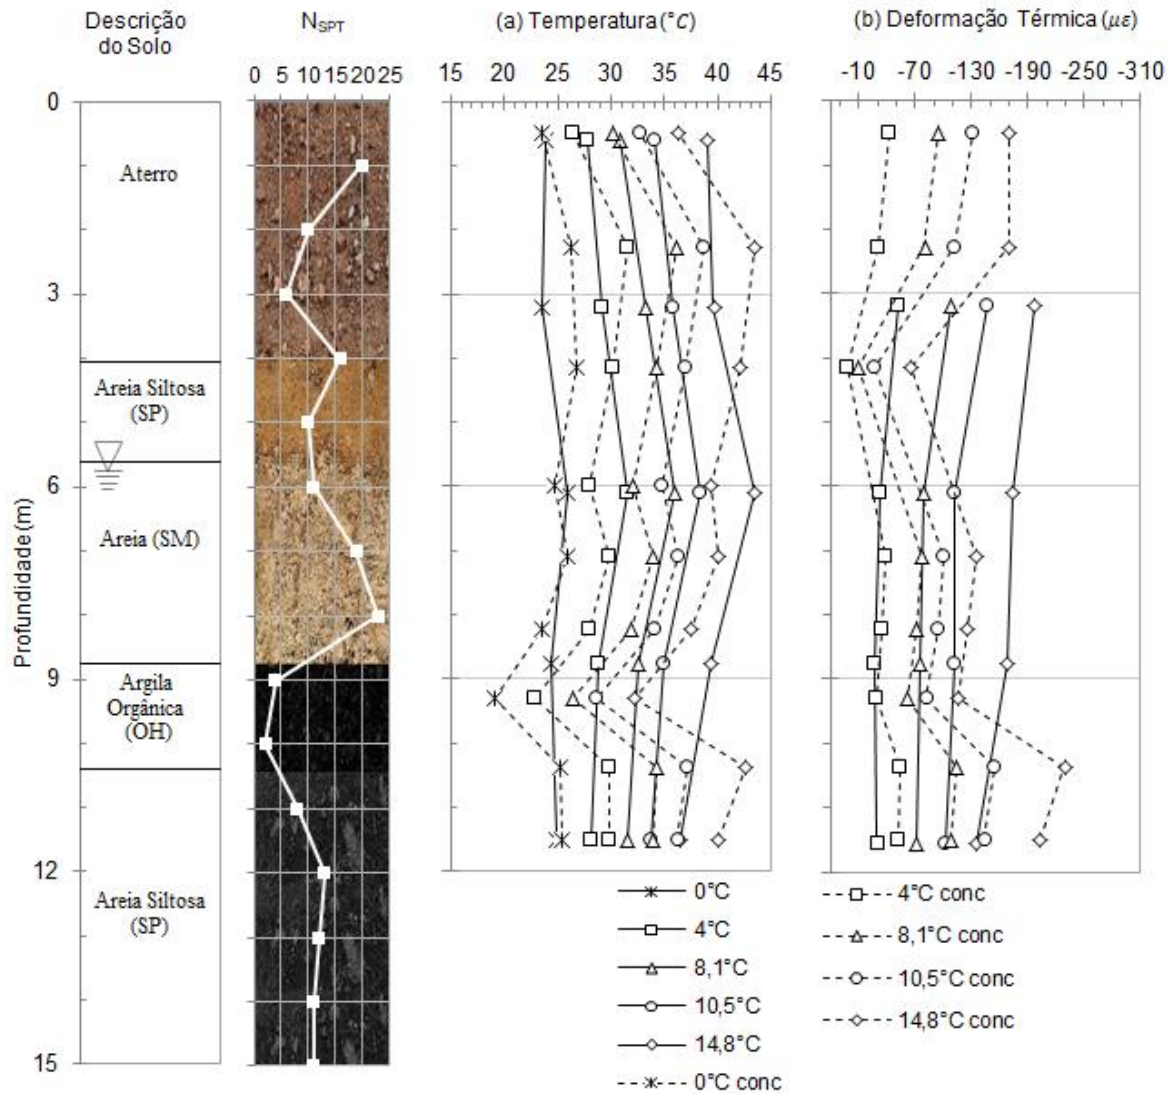 Descrição
do Solo
N_SPT
(a) Temperatura (°C)
(b) Deformação Térmica (με)
0 5 10 15 20 25
15 20 25 30 35 40 45
-10 -70 -130 -190 -250 -310
Profundidade (m)
0
3
6
9
12
15
Aterro
Areia Siltosa
(SP)
Areia (SM)
Argila
Orgânica
(OH)
Areia Siltosa
(SP)
0°C
4°C
8,1°C
10,5°C
14,8°C
0°C conc
4°C conc
8,1°C conc
10,5°C conc
14,8°C conc